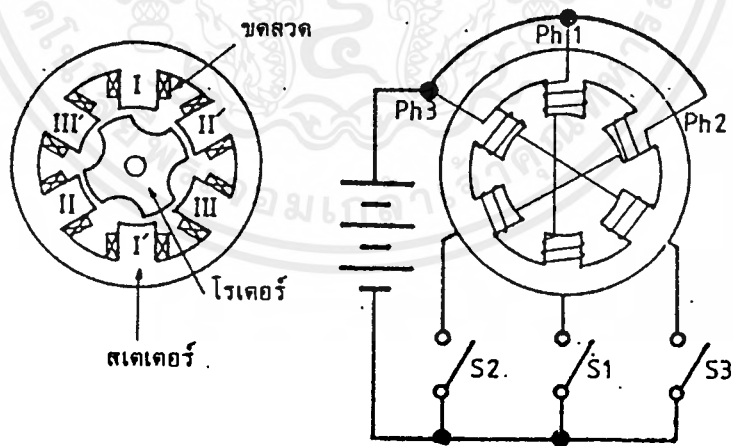 ขดลวด
I
II′
III′
II
III
I′
โรเตอร์
สเตเตอร์
Ph1
Ph3
Ph2
S2
S1
S3